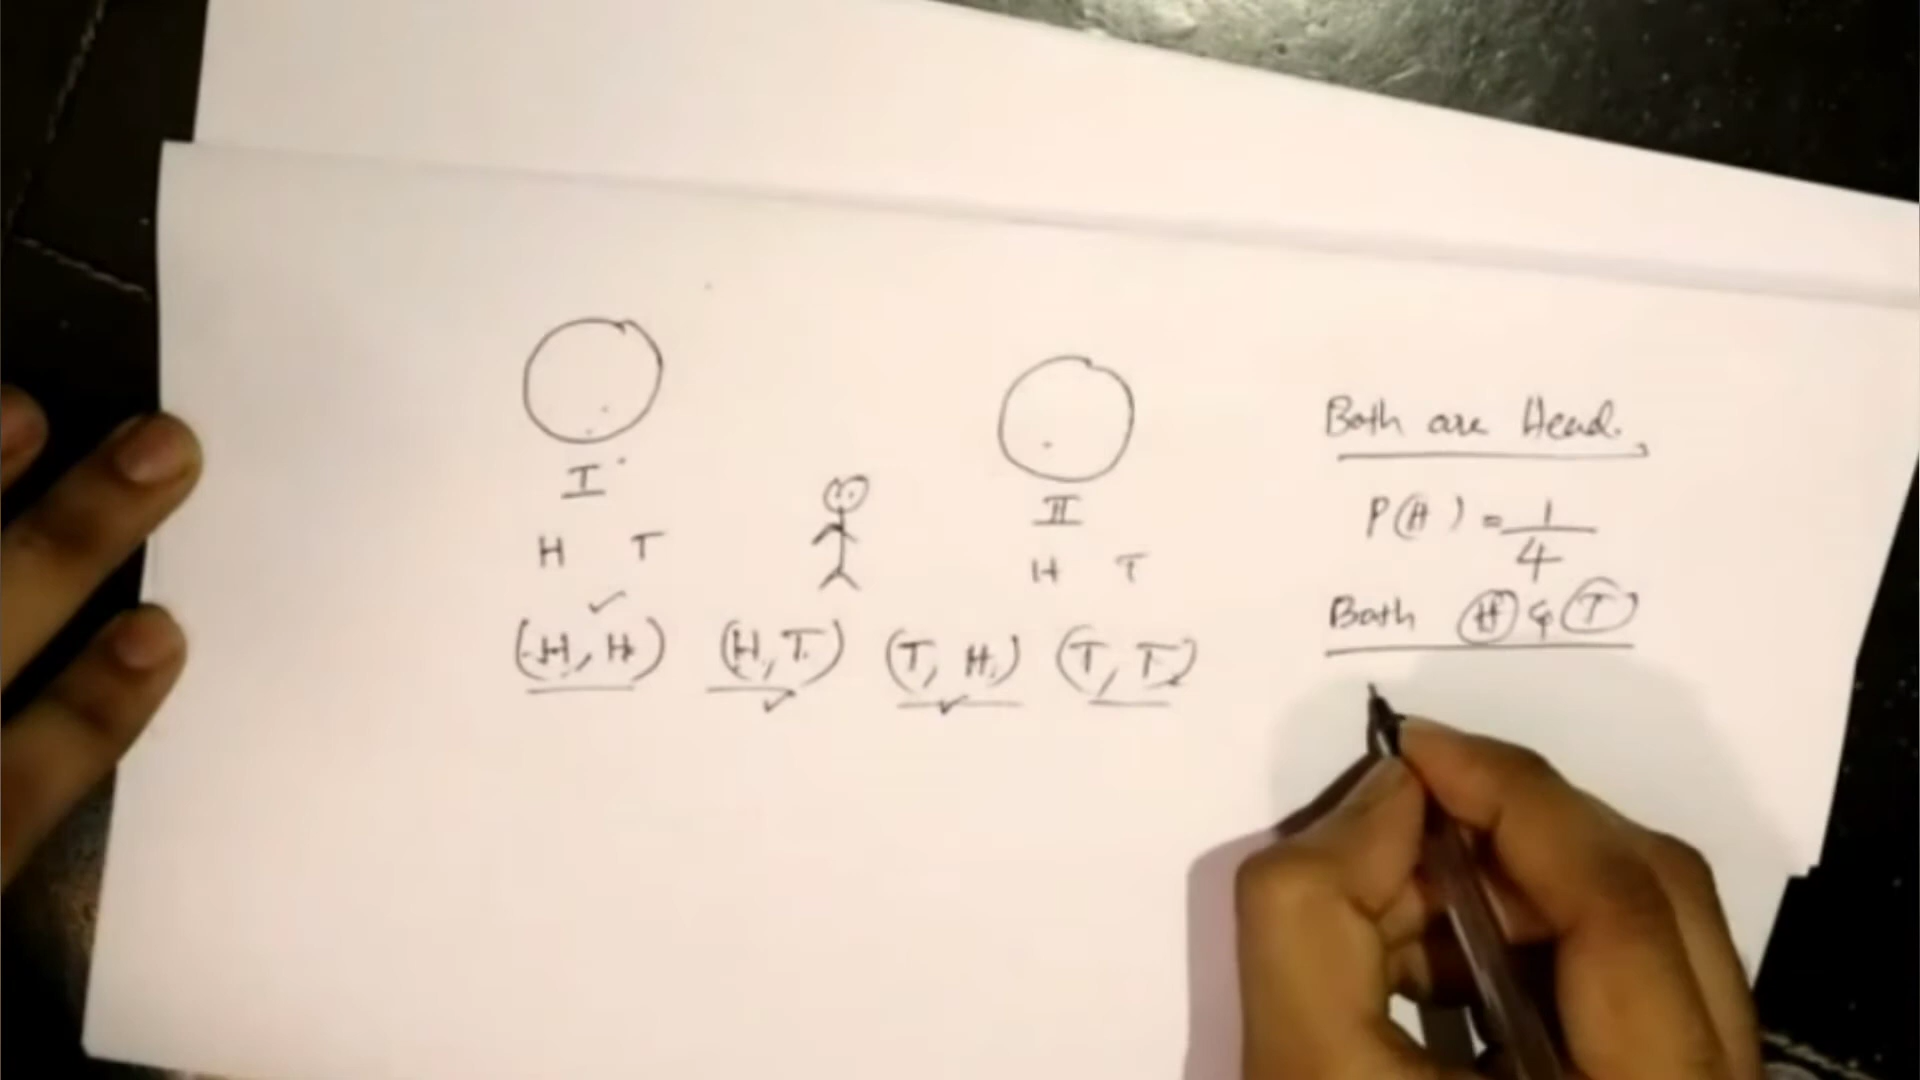 I
II
H T
H T
(H, H) (H, T) (T, H) (T, T)
Both are Head.
P(H) = 1/4
Both H & T